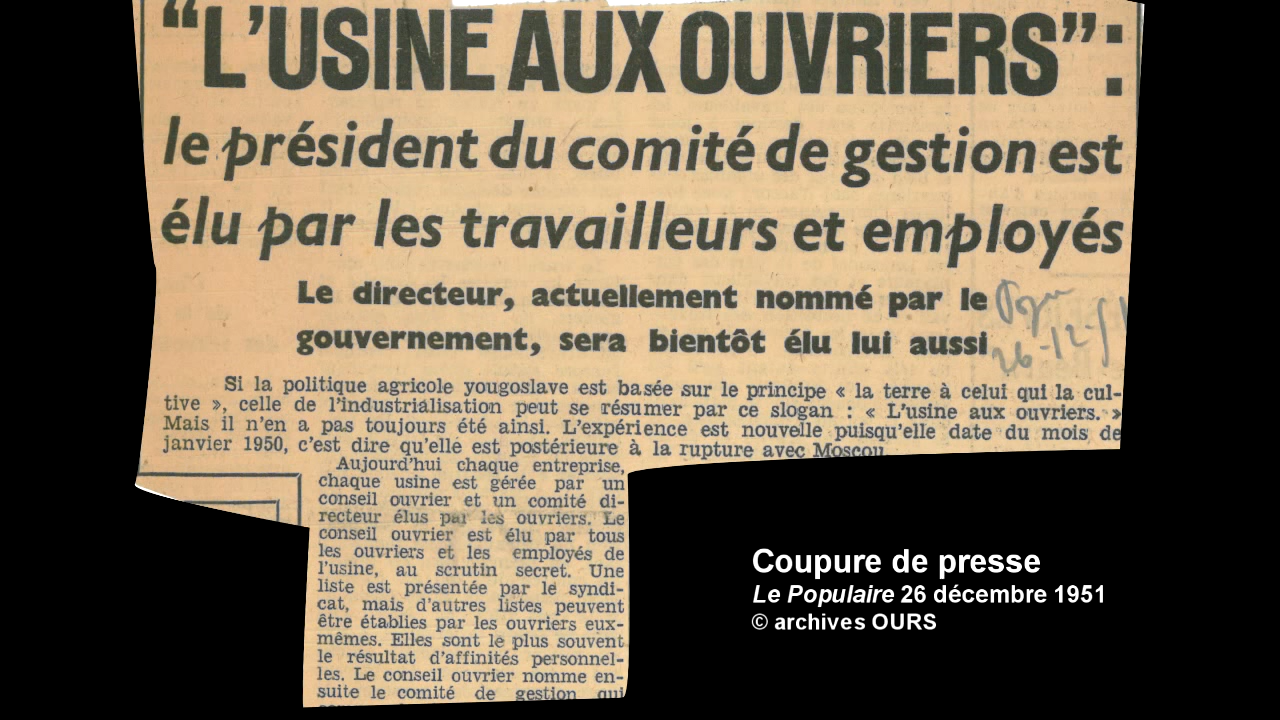 “L’USINE AUX OUVRIERS” :
le président du comité de gestion est
élu par les travailleurs et employés
Le directeur, actuellement nommé par le
gouvernement, sera bientôt élu lui aussi
26-12-51
Si la politique agricole yougoslave est basée sur le principe « la terre à celui qui la cul-
tive », celle de l’industrialisation peut se résumer par ce slogan : « L’usine aux ouvriers. »
Mais il n’en a pas toujours été ainsi. L’expérience est nouvelle puisqu’elle date du mois de
janvier 1950, c’est dire qu’elle est postérieure à la rupture avec Moscou
Aujourd’hui chaque entreprise,
chaque usine est gérée par un
conseil ouvrier et un comité di-
recteur élus par les ouvriers. Le
conseil ouvrier est élu par tous
les ouvriers et les employés de
l’usine, au scrutin secret. Une
liste est présentée par le syndi-
cat, mais d’autres listes peuvent
être établies par les ouvriers eux-
mêmes. Elles sont le plus souvent
le résultat d’affinités personnel-
les. Le conseil ouvrier nomme en-
suite le comité de gestion qui
Coupure de presse
Le Populaire 26 décembre 1951
© archives OURS